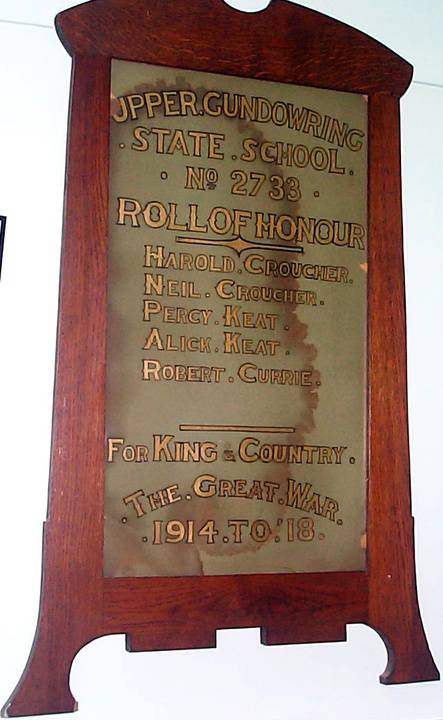 UPPER.GUNDOWRING
.STATE.SCHOOL.
.Nº 2733.
ROLL OF HONOUR
HAROLD.CROUCHER.
NEIL.CROUCHER.
PERCY.KEAT.
ALICK.KEAT.
ROBERT.CURRIE.
FOR KING & COUNTRY.
.THE.GREAT.WAR.
.1914.TO.'18.